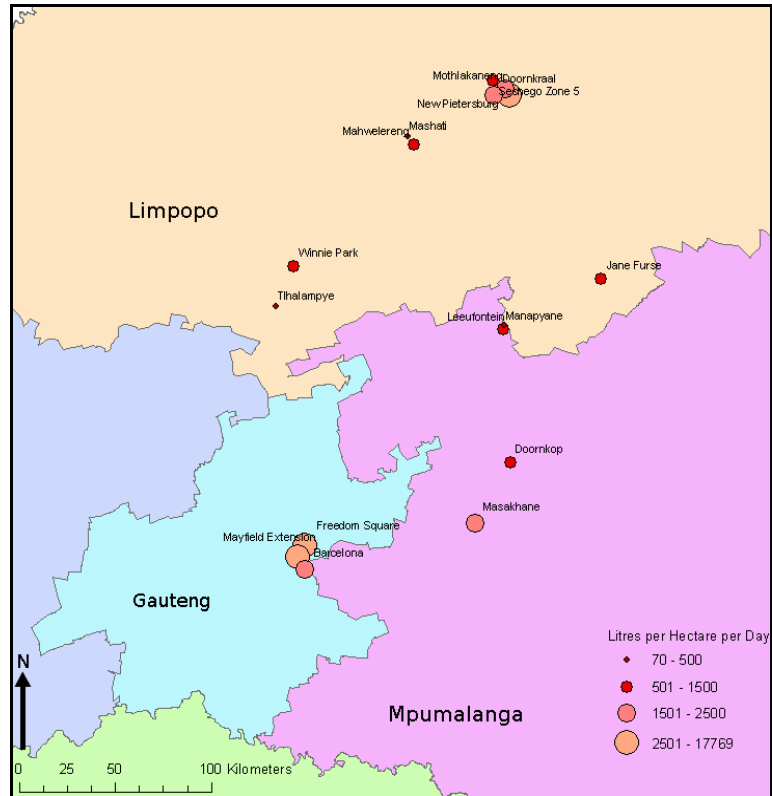 Mothlakaneng Doornkraal
Seshego Zone 5
New Pietersburg
Mahwelereng Mashati
Limpopo
Winnie Park
Tlhalampye
Jane Furse
Leeufontein Manapyane
Doornkop
Masakhane
Freedom Square
Mayfield Extension
Barcelona
Gauteng
Mpumalanga
Litres per Hectare per Day
70 - 500
501 - 1500
1501 - 2500
2501 - 17769
N
0 25 50 100 Kilometers